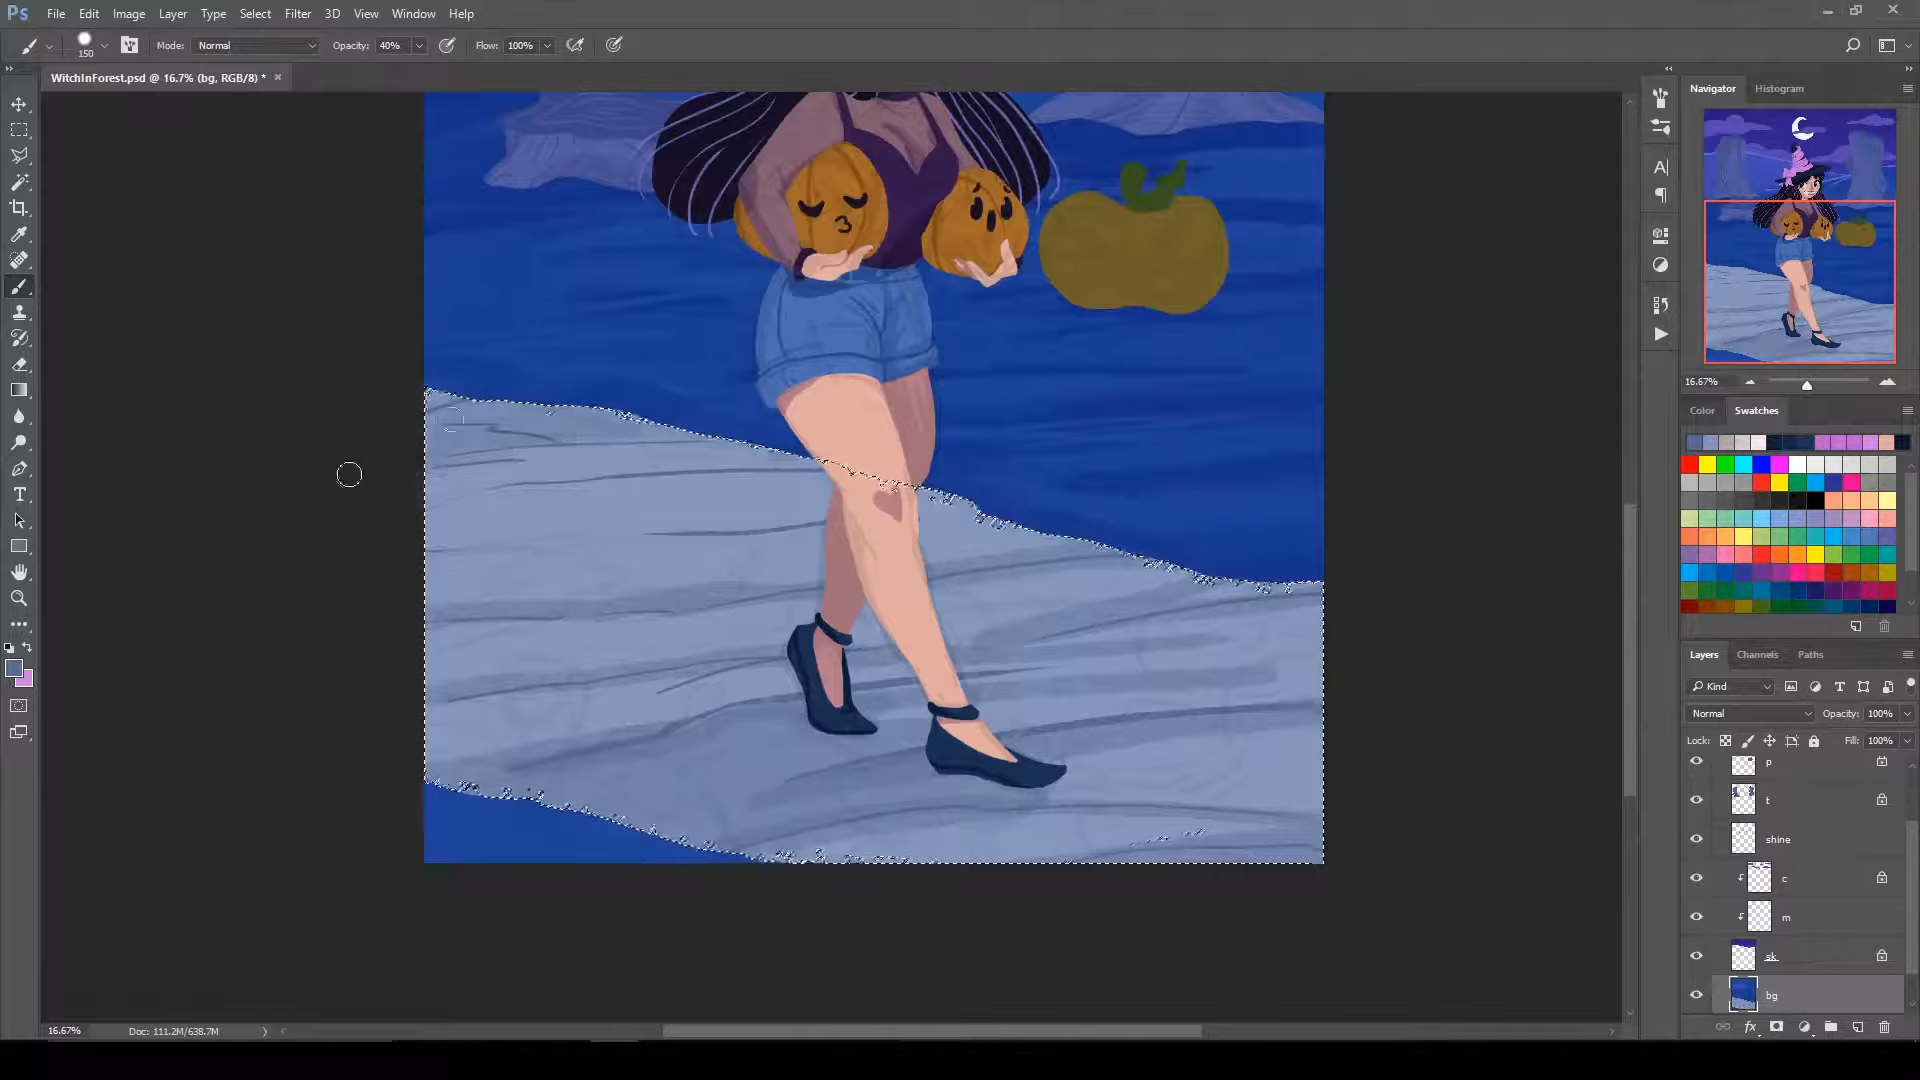 Ps File Edit Image Layer Type Select Filter 3D View Window Help
150 Mode: Normal Opacity: 40% Flow: 100%
WitchInForest.psd @ 16.7% (bg, RGB/8) * ×
Navigator Histogram
16.67%
Color Swatches
Layers Channels Paths
Kind
Normal Opacity: 100%
Lock: Fill: 100%
p
t
shine
c
m
sk
bg
fx
16.67% Doc: 111.2M/638.7M